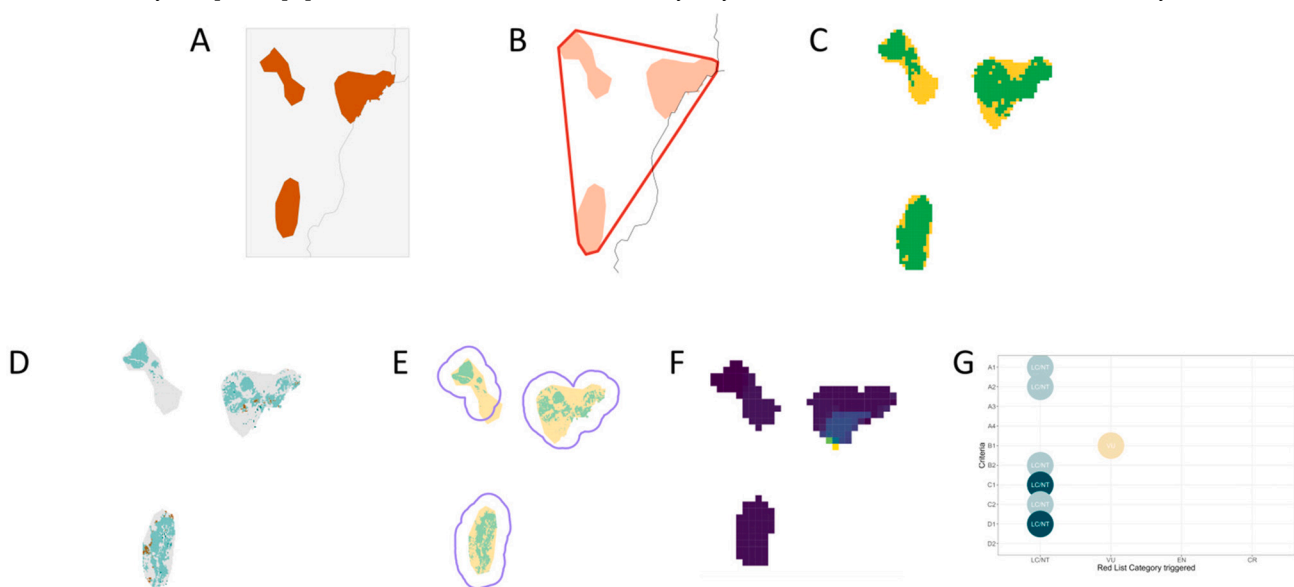 A
B
C
D
E
F
G
A1
LC/NT
A2
LC/NT
A3
A4
B1
VU
B2
LC/NT
C1
LC/NT
C2
LC/NT
D1
LC/NT
D2
Criteria
LC/NT
VU
EN
CR
Red List Category triggered